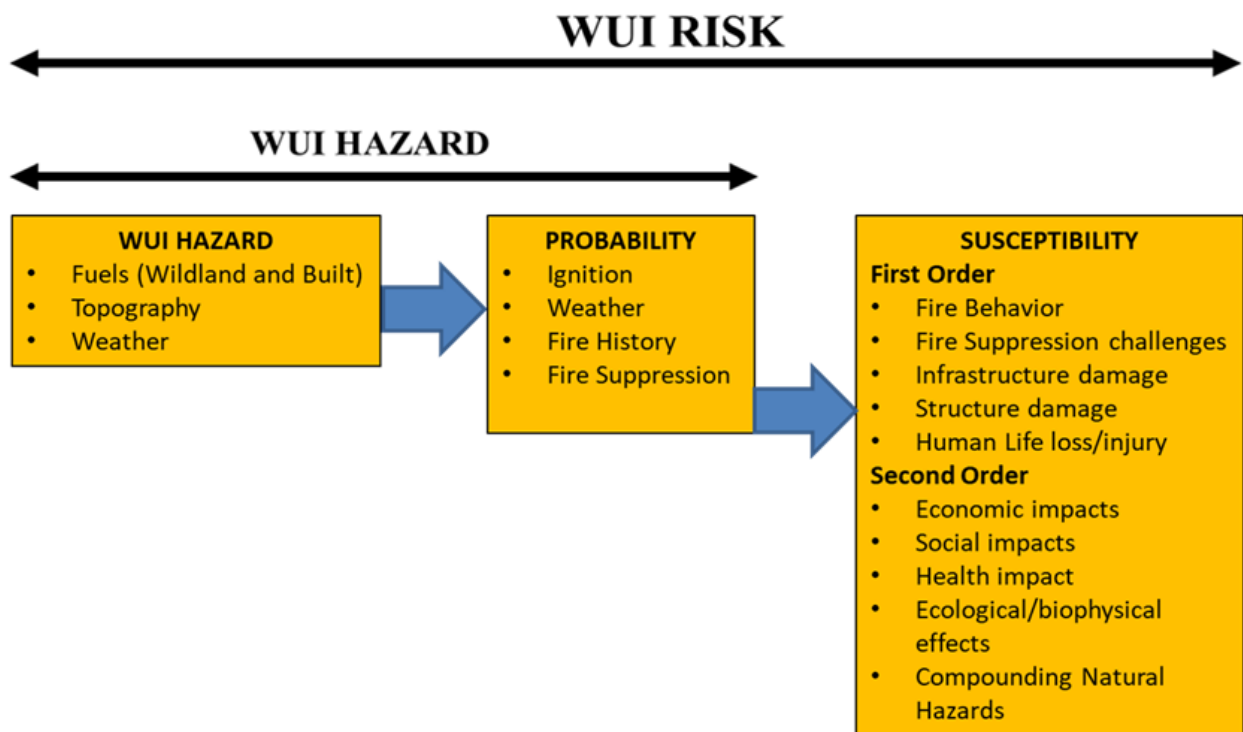 WUI RISK
WUI HAZARD
WUI HAZARD
• Fuels (Wildland and Built)
• Topography
• Weather
PROBABILITY
• Ignition
• Weather
• Fire History
• Fire Suppression
SUSCEPTIBILITY
First Order
• Fire Behavior
• Fire Suppression challenges
• Infrastructure damage
• Structure damage
• Human Life loss/injury
Second Order
• Economic impacts
• Social impacts
• Health impact
• Ecological/biophysical
effects
• Compounding Natural
Hazards